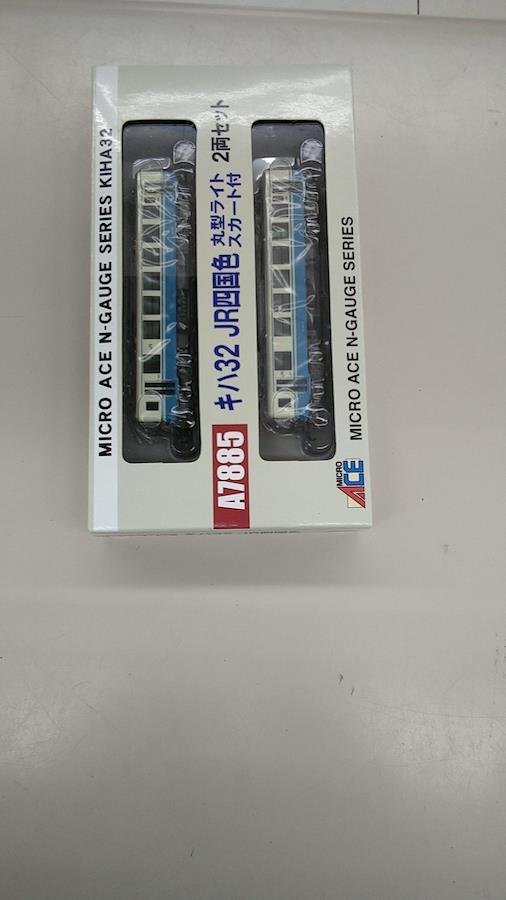 MICRO ACE N-GAUGE SERIES KIHA32
A7885 キハ32 JR四国色 丸型ライト スカート付 2両セット
MICRO ACE MICRO ACE N-GAUGE SERIES